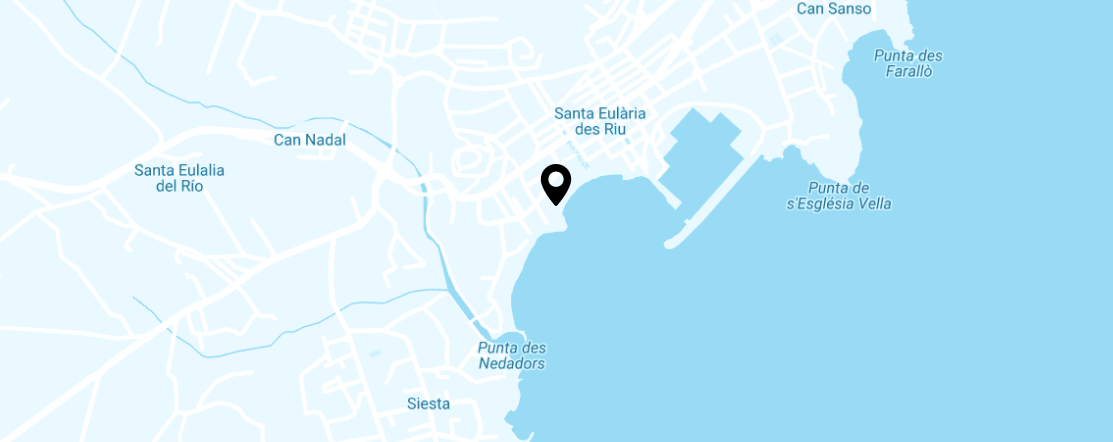 Can Sanso
Punta des
Farallò
Santa Eulària
des Riu
Can Nadal
Santa Eulalia
del Río
Punta de
s'Església Vella
Punta des
Nedadors
Siesta